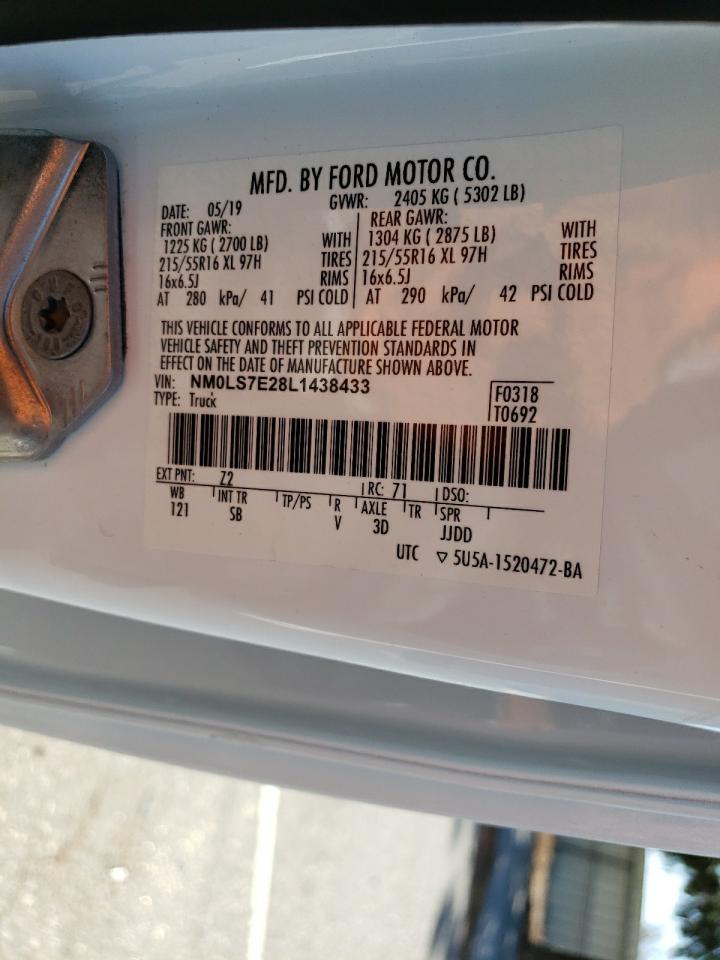 MFD. BY FORD MOTOR CO.
DATE: 05/19 GVWR: 2405 KG ( 5302 LB)
FRONT GAWR: REAR GAWR:
1225 KG ( 2700 LB) WITH 1304 KG ( 2875 LB) WITH
215/55R16 XL 97H TIRES 215/55R16 XL 97H TIRES
16x6.5J RIMS 16x6.5J RIMS
AT 280 kPa/ 41 PSI COLD AT 290 kPa/ 42 PSI COLD
THIS VEHICLE CONFORMS TO ALL APPLICABLE FEDERAL MOTOR
VEHICLE SAFETY AND THEFT PREVENTION STANDARDS IN
EFFECT ON THE DATE OF MANUFACTURE SHOWN ABOVE.
VIN: NM0LS7E28L1438433 F0318
TYPE: Truck T0692
EXT PNT: Z2 RC: 71 DSO:
WB INT TR TP/PS R AXLE TR SPR
121 SB V 3D JJDD
UTC ▽ 5U5A-1520472-BA